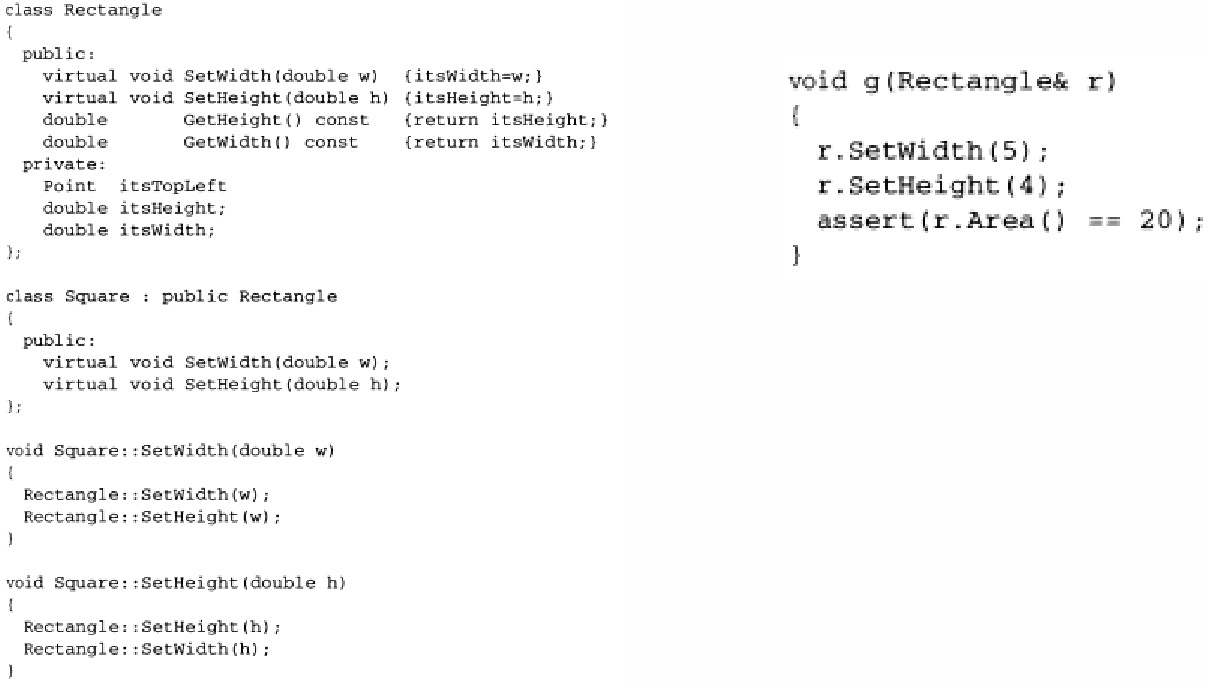 class Rectangle
{
  public:
    virtual void SetWidth(double w)  {itsWidth=w;}
    virtual void SetHeight(double h) {itsHeight=h;}
    double       GetHeight() const   {return itsHeight;}
    double       GetWidth() const    {return itsWidth;}
  private:
    Point  itsTopLeft
    double itsHeight;
    double itsWidth;
};
class Square : public Rectangle
{
  public:
    virtual void SetWidth(double w);
    virtual void SetHeight(double h);
};
void Square::SetWidth(double w)
{
  Rectangle::SetWidth(w);
  Rectangle::SetHeight(w);
}
void Square::SetHeight(double h)
{
  Rectangle::SetHeight(h);
  Rectangle::SetWidth(h);
}
void g(Rectangle& r)
{
  r.SetWidth(5);
  r.SetHeight(4);
  assert(r.Area() == 20);
}